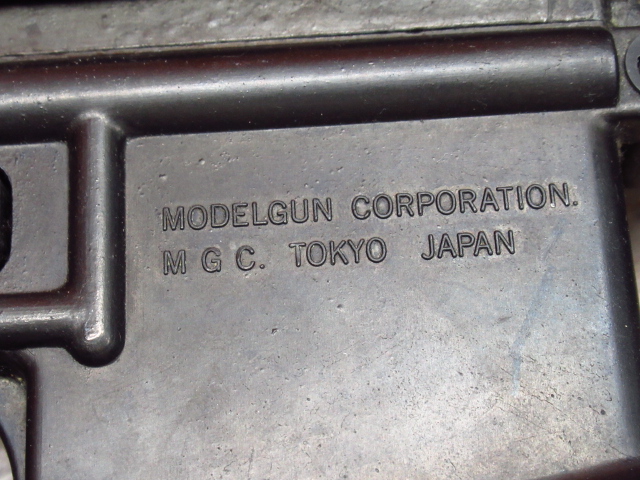 MODELGUN CORPORATION.
M G C. TOKYO JAPAN